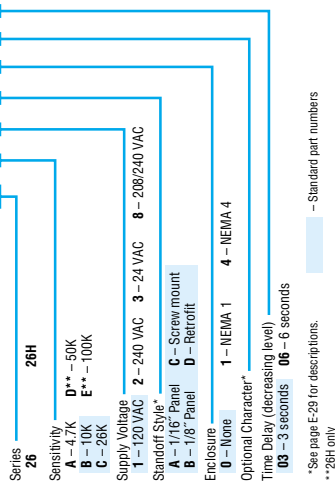 Series
26 26H
Sensitivity
A – 4.7K D** – 50K
B – 10K E** – 100K
C – 26K
Supply Voltage
1 – 120 VAC 2 – 240 VAC 3 – 24 VAC 8 – 208/240 VAC
Standoff Style*
A – 1/16" Panel C – Screw mount
B – 1/8" Panel D – Retrofit
Enclosure
0 – None 1 – NEMA 1 4 – NEMA 4
Optional Character*
Time Delay (decreasing level)
03 – 3 seconds 06 – 6 seconds
*See page E-29 for descriptions.
**26H only
– Standard part numbers